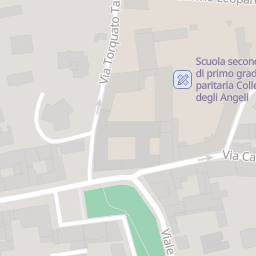 Via Torquato Ta
Scuola second
di primo grad
paritaria Colle
degli Angeli
Via Ca
Viale